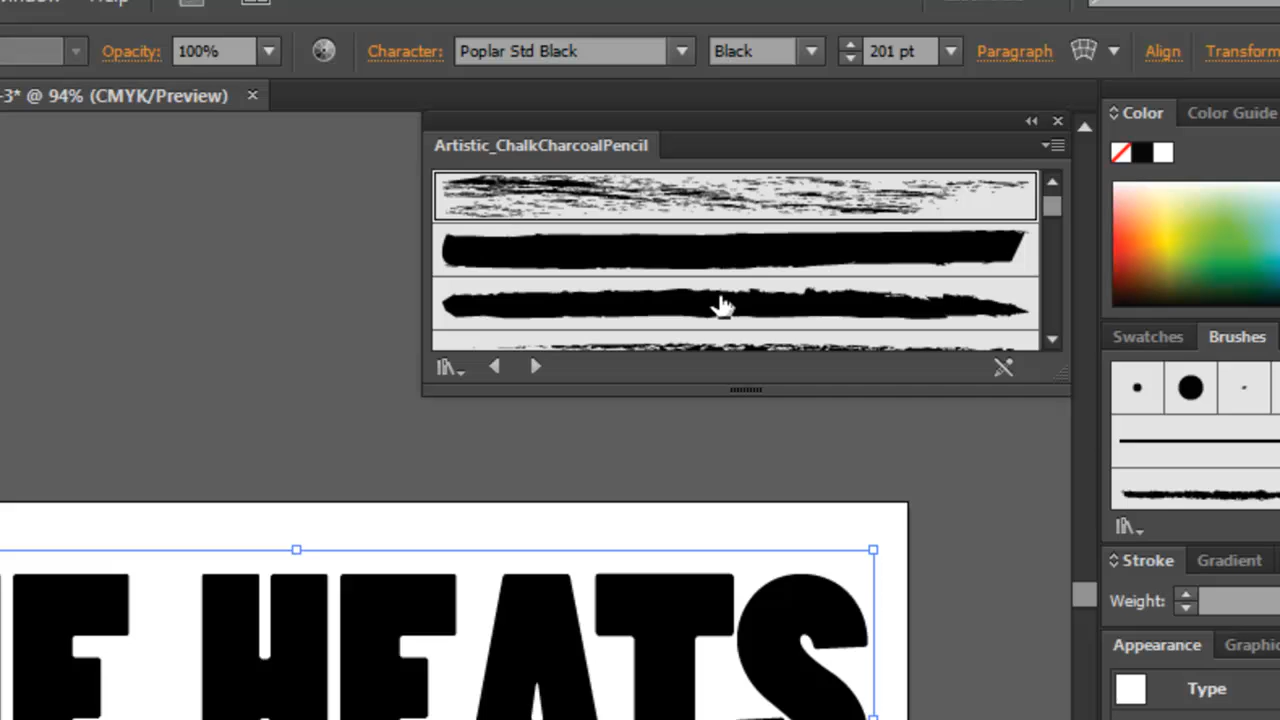 Opacity: 100% Character: Poplar Std Black Black 201 pt Paragraph Align Transform
-3* @ 94% (CMYK/Preview) ×
Color Color Guide
Artistic_ChalkCharcoalPencil
Swatches Brushes
Stroke Gradient
Weight:
Appearance Graphic
Type
E HEATS